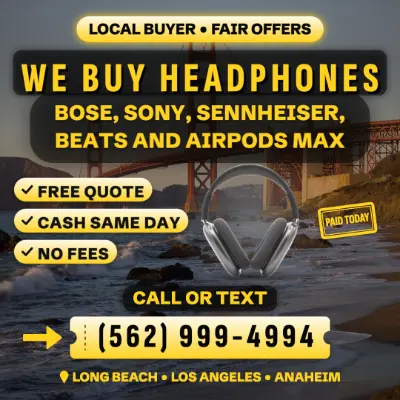 LOCAL BUYER • FAIR OFFERS
WE BUY HEADPHONES
BOSE, SONY, SENNHEISER,
BEATS AND AIRPODS MAX
FREE QUOTE
CASH SAME DAY
NO FEES
PAID TODAY
CALL OR TEXT
(562) 999-4994
LONG BEACH • LOS ANGELES • ANAHEIM